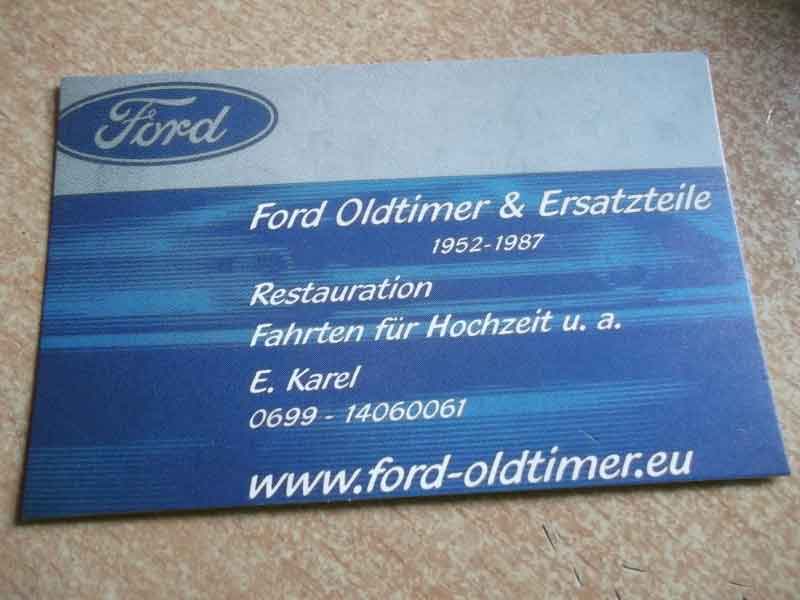 Ford
Ford Oldtimer & Ersatzteile
1952-1987
Restauration
Fahrten für Hochzeit u. a.
E. Karel
0699 - 14060061
www.ford-oldtimer.eu